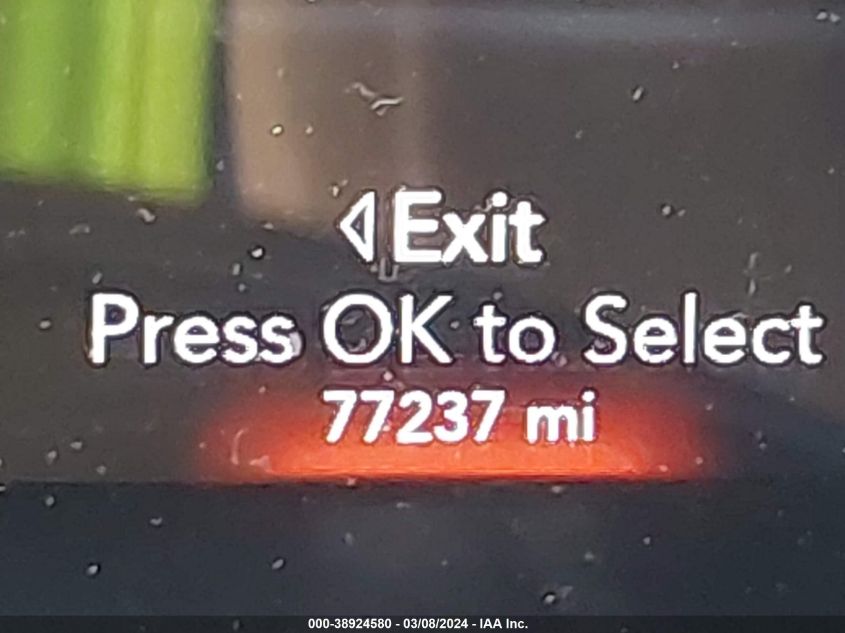 ◁ Exit
Press OK to Select
77237 mi
000-38924580 - 03/08/2024 - IAA Inc.